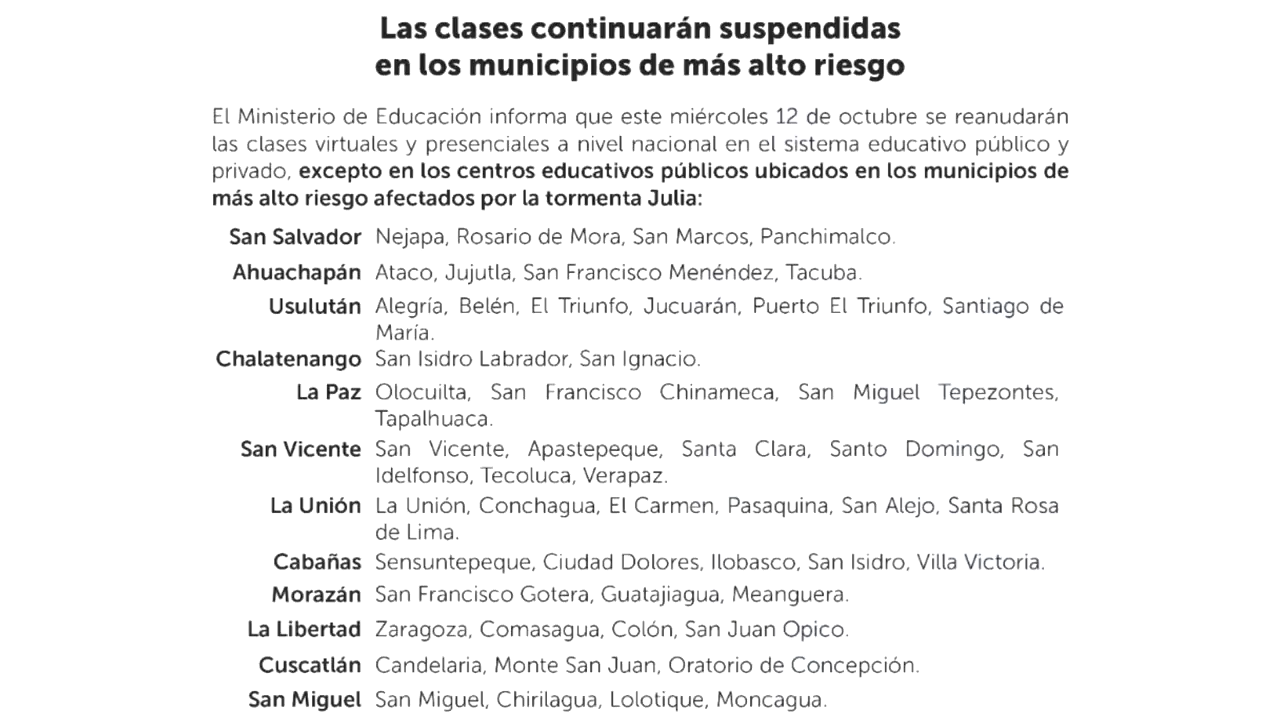 Las clases continuarán suspendidas
en los municipios de más alto riesgo
El Ministerio de Educación informa que este miércoles 12 de octubre se reanudarán
las clases virtuales y presenciales a nivel nacional en el sistema educativo público y
privado, excepto en los centros educativos públicos ubicados en los municipios de
más alto riesgo afectados por la tormenta Julia:
San Salvador Nejapa, Rosario de Mora, San Marcos, Panchimalco.
Ahuachapán Ataco, Jujutla, San Francisco Menéndez, Tacuba.
Usulután Alegría, Belén, El Triunfo, Jucuarán, Puerto El Triunfo, Santiago de
María.
Chalatenango San Isidro Labrador, San Ignacio.
La Paz Olocuilta, San Francisco Chinameca, San Miguel Tepezontes,
Tapalhuaca.
San Vicente San Vicente, Apastepeque, Santa Clara, Santo Domingo, San
Idelfonso, Tecoluca, Verapaz.
La Unión La Unión, Conchagua, El Carmen, Pasaquina, San Alejo, Santa Rosa
de Lima.
Cabañas Sensuntepeque, Ciudad Dolores, Ilobasco, San Isidro, Villa Victoria.
Morazán San Francisco Gotera, Guatajiagua, Meanguera.
La Libertad Zaragoza, Comasagua, Colón, San Juan Opico.
Cuscatlán Candelaria, Monte San Juan, Oratorio de Concepción.
San Miguel San Miguel, Chirilagua, Lolotique, Moncagua.